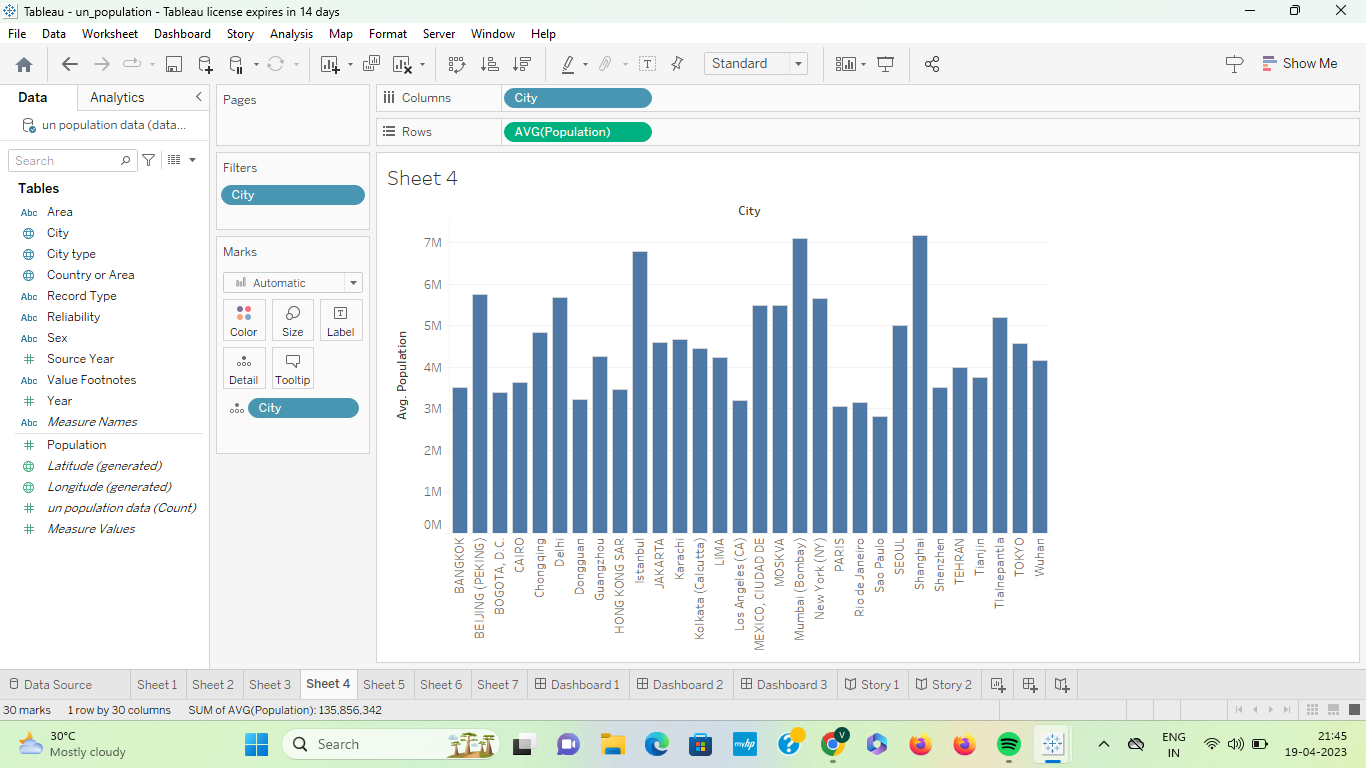 Tableau - un_population - Tableau license expires in 14 days
File Data Worksheet Dashboard Story Analysis Map Format Server Window Help
Standard
Show Me
Data Analytics
un population data (data...
Search
Tables
Abc Area
City
City type
Country or Area
Abc Record Type
Abc Reliability
Abc Sex
Source Year
Abc Value Footnotes
Year
Abc Measure Names
Population
Latitude (generated)
Longitude (generated)
un population data (Count)
Measure Values
Pages
Filters
City
Marks
Automatic
Color Size Label
Detail Tooltip
City
Columns City
Rows AVG(Population)
Sheet 4
City
Avg. Population
7M
6M
5M
4M
3M
2M
1M
0M
BANGKOK
BEIJING (PEKING)
BOGOTA, D.C.
CAIRO
Chongqing
Delhi
Dongguan
Guangzhou
HONG KONG SAR
Istanbul
JAKARTA
Karachi
Kolkata (Calcutta)
LIMA
Los Angeles (CA)
MEXICO, CIUDAD DE
MOSKVA
Mumbai (Bombay)
New York (NY)
PARIS
Rio de Janeiro
Sao Paulo
SEOUL
Shanghai
Shenzhen
TEHRAN
Tianjin
Tlalnepantla
TOKYO
Wuhan
Data Source Sheet 1 Sheet 2 Sheet 3 Sheet 4 Sheet 5 Sheet 6 Sheet 7 Dashboard 1 Dashboard 2 Dashboard 3 Story 1 Story 2
30 marks 1 row by 30 columns SUM of AVG(Population): 135,856,342
30°C
Mostly cloudy
Search
myhp
V
ENG
IN
21:45
19-04-2023